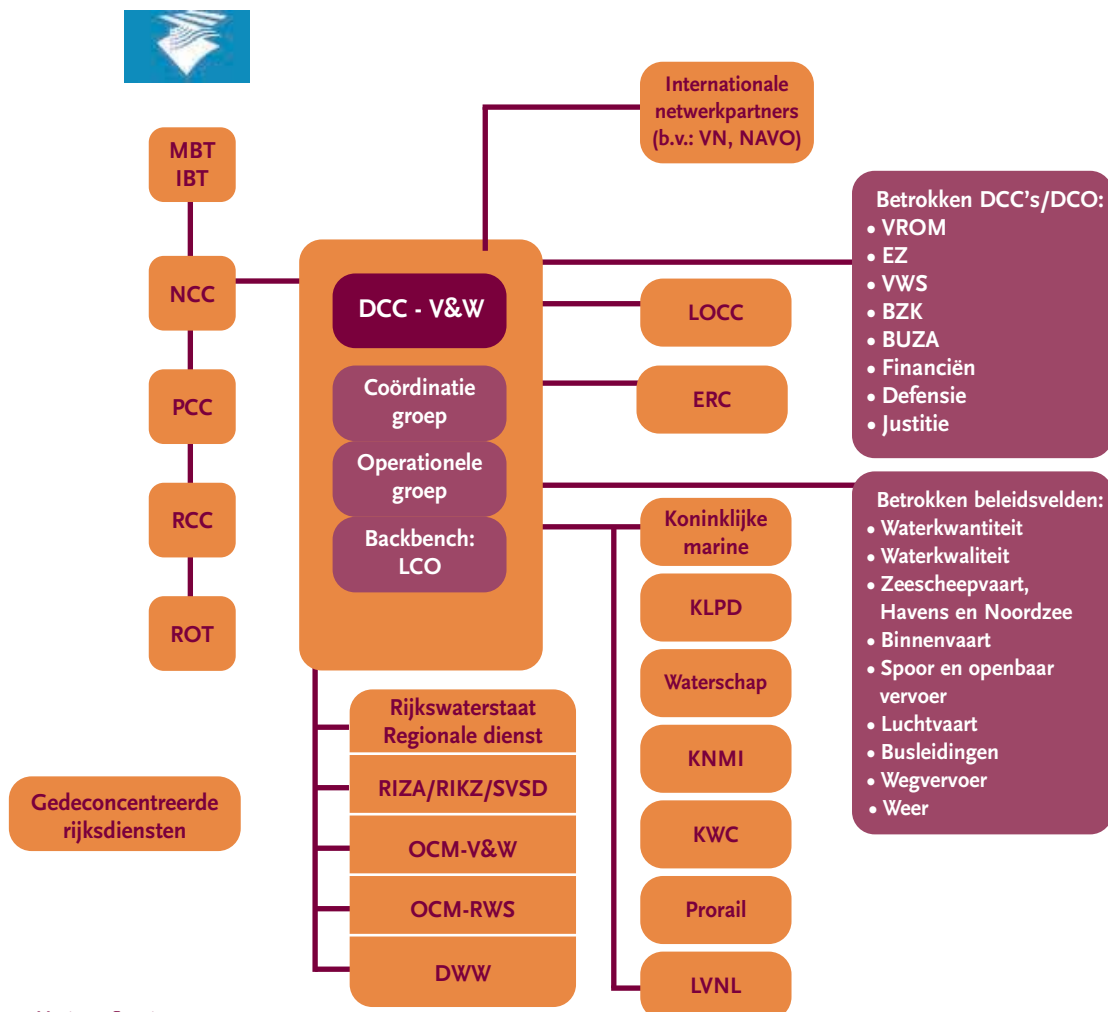 Internationale
netwerkpartners
(b.v.: VN, NAVO)
MBT
IBT
NCC
PCC
RCC
ROT
DCC - V&W
Coördinatie
groep
Operationele
groep
Backbench:
LCO
LOCC
ERC
Betrokken DCC's/DCO:
• VROM
• EZ
• VWS
• BZK
• BUZA
• Financiën
• Defensie
• Justitie
Betrokken beleidsvelden:
• Waterkwantiteit
• Waterkwaliteit
• Zeescheepvaart,
Havens en Noordzee
• Binnenvaart
• Spoor en openbaar
vervoer
• Luchtvaart
• Busleidingen
• Wegvervoer
• Weer
Koninklijke
marine
KLPD
Waterschap
KNMI
KWC
Prorail
LVNL
Rijkswaterstaat
Regionale dienst
RIZA/RIKZ/SVSD
OCM-V&W
OCM-RWS
DWW
Gedeconcentreerde
rijksdiensten